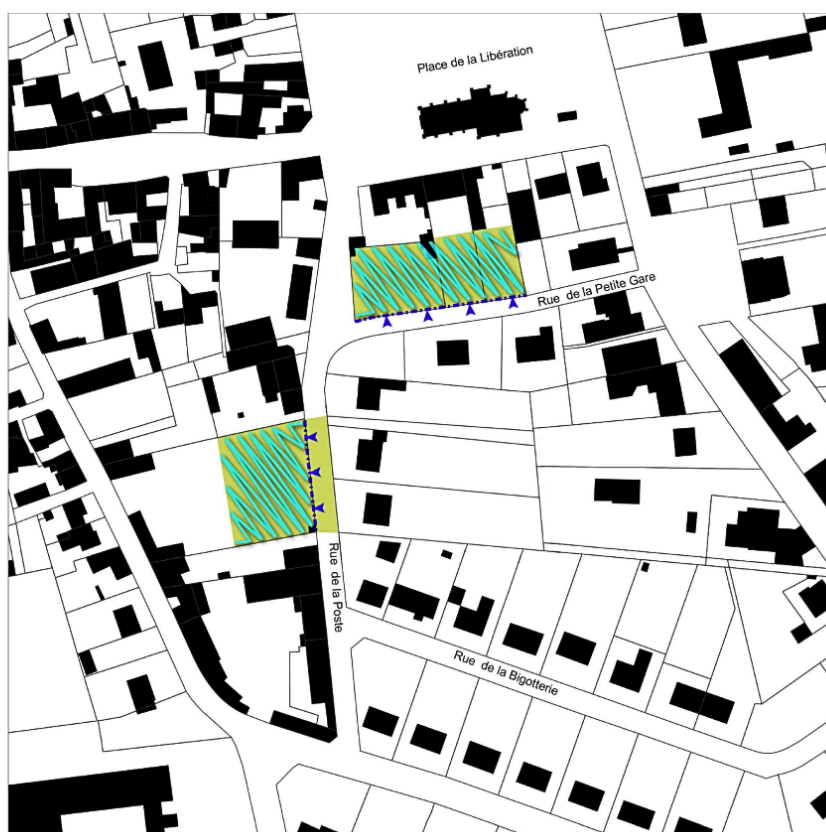 Place de la Libération
Rue de la Petite Gare
Rue de la Poste
Rue de la Bigotterie